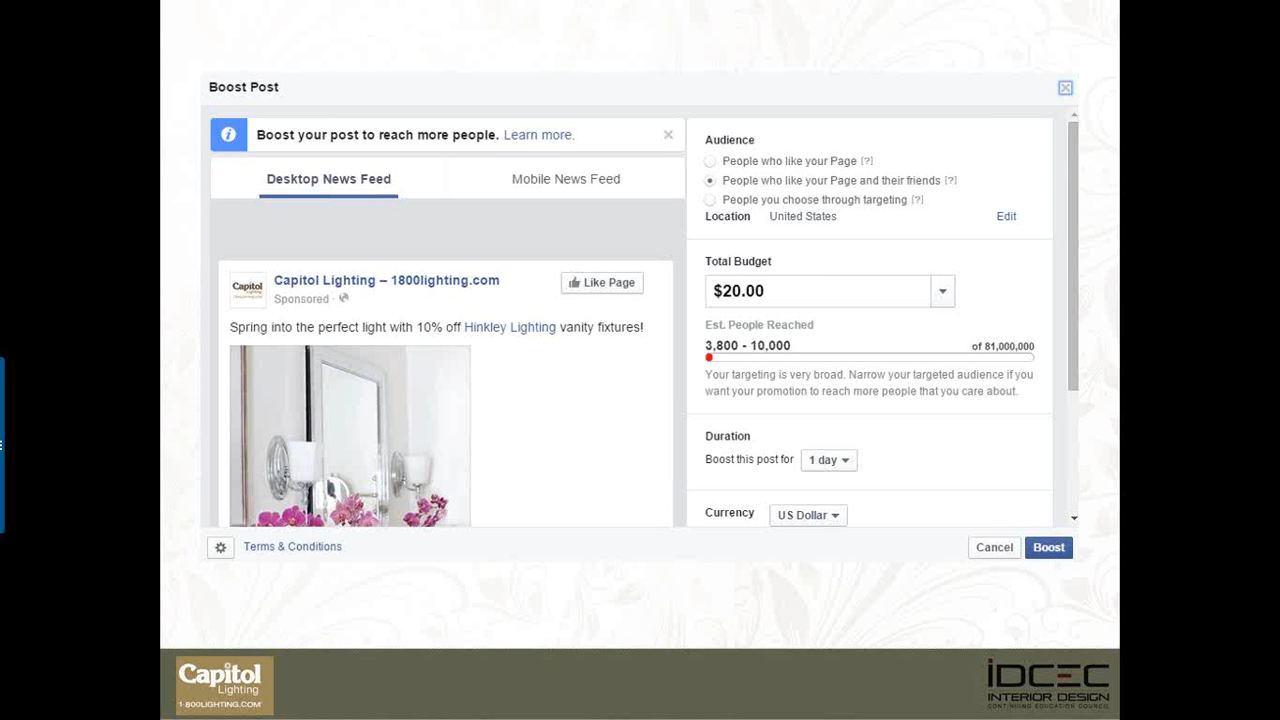 Boost Post
Boost your post to reach more people. Learn more.
Desktop News Feed
Mobile News Feed
Capitol Lighting – 1800lighting.com
Like Page
Sponsored ·
Spring into the perfect light with 10% off Hinkley Lighting vanity fixtures!
Audience
People who like your Page [?]
People who like your Page and their friends [?]
People you choose through targeting [?]
Location United States Edit
Total Budget
$20.00
Est. People Reached
3,800 - 10,000 of 81,000,000
Your targeting is very broad. Narrow your targeted audience if you
want your promotion to reach more people that you care about.
Duration
Boost this post for 1 day
Currency US Dollar
Terms & Conditions
Cancel Boost
Capitol
Lighting
1·800LIGHTING.COM
IDCEC
INTERIOR DESIGN
CONTINUING EDUCATION COUNCIL